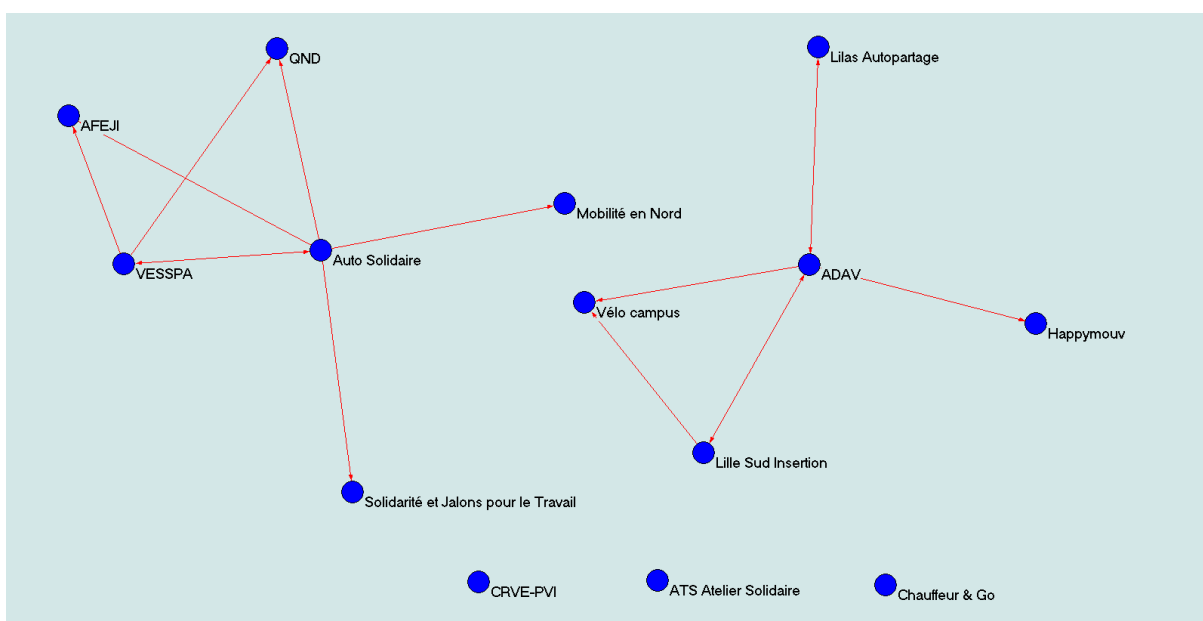 QND
Lilas Autopartage
AFEJI
Mobilité en Nord
Auto Solidaire
VESSPA
ADAV
Vélo campus
Happymouv
Lille Sud Insertion
Solidarité et Jalons pour le Travail
CRVE-PVI
ATS Atelier Solidaire
Chauffeur & Go